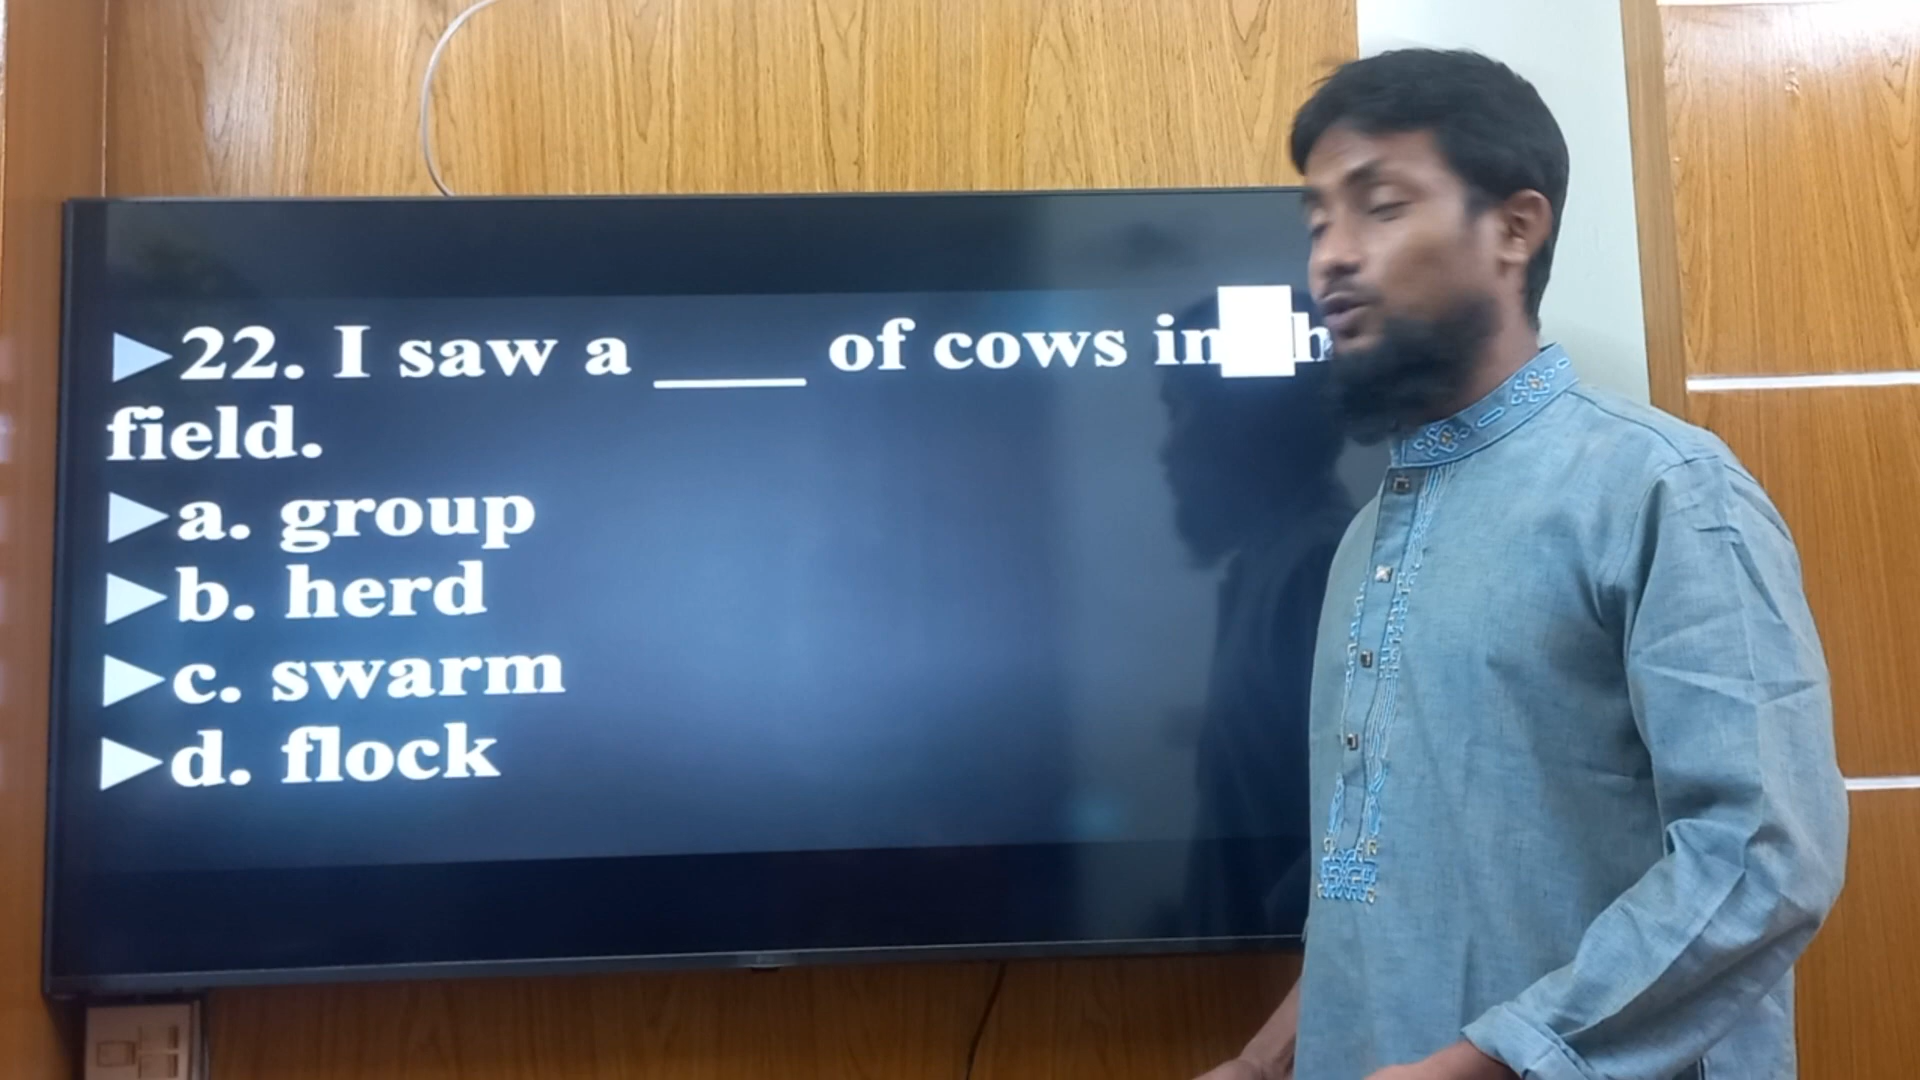 ►22. I saw a ____ of cows in
field.
►a. group
►b. herd
►c. swarm
►d. flock